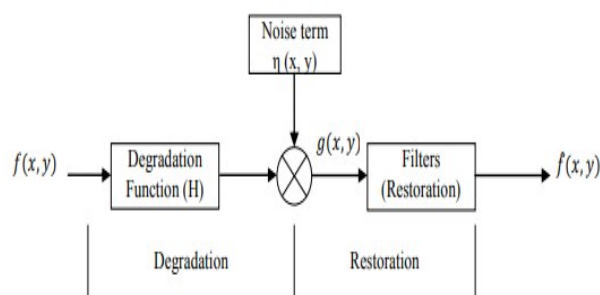 Noise term
η (x, y)
f(x, y)
Degradation
Function (H)
g(x, y)
Filters
(Restoration)
f̂(x, y)
Degradation
Restoration